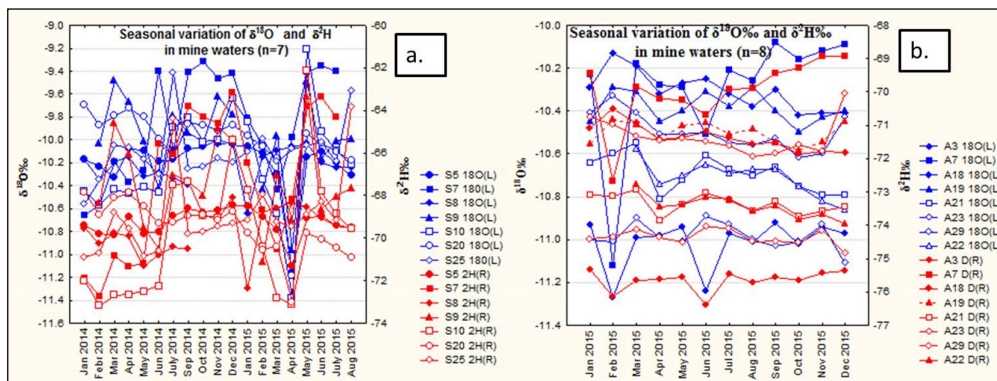 Seasonal variation of δ¹⁸O and δ²H
in mine waters (n=7)
a.
-9.0
-9.2
-9.4
-9.6
-9.8
-10.0
-10.2
-10.4
-10.6
-10.8
-11.0
-11.2
-11.4
-11.6
δ¹⁸O‰
-60
-62
-64
-66
-68
-70
-72
-74
δ²H‰
Jan 2014
Febr 2014
Mar 2014
Apr 2014
May 2014
Jun 2014
July 2014
Sep 2014
Oct 2014
Nov 2014
Dec 2014
Jan 2015
Feb 2015
Mar 2015
Apr 2015
May 2015
Jun 2015
July 2015
Aug 2015
S5 18O(L)
S7 18O(L)
S8 18O(L)
S9 18O(L)
S10 18O(L)
S20 18O(L)
S25 18O(L)
S5 2H(R)
S7 2H(R)
S8 2H(R)
S9 2H(R)
S10 2H(R)
S20 2H(R)
S25 2H(R)
Seasonal variation of δ¹⁸O‰ and δ²H‰
in mine waters (n=8)
b.
-10.0
-10.2
-10.4
-10.6
-10.8
-11.0
-11.2
-11.4
δ¹⁸O‰
-68
-69
-70
-71
-72
-73
-74
-75
-76
-77
δ²H‰
Jan 2015
Feb 2015
Mar 2015
Apr 2015
May 2015
Jun 2015
Jul 2015
Aug 2015
Sep 2015
Oct 2015
Nov 2015
Dec 2015
A3 18O(L)
A7 18O(L)
A18 18O(L)
A19 18O(L)
A21 18O(L)
A23 18O(L)
A29 18O(L)
A22 18O(L)
A3 D(R)
A7 D(R)
A18 D(R)
A19 D(R)
A21 D(R)
A23 D(R)
A29 D(R)
A22 D(R)